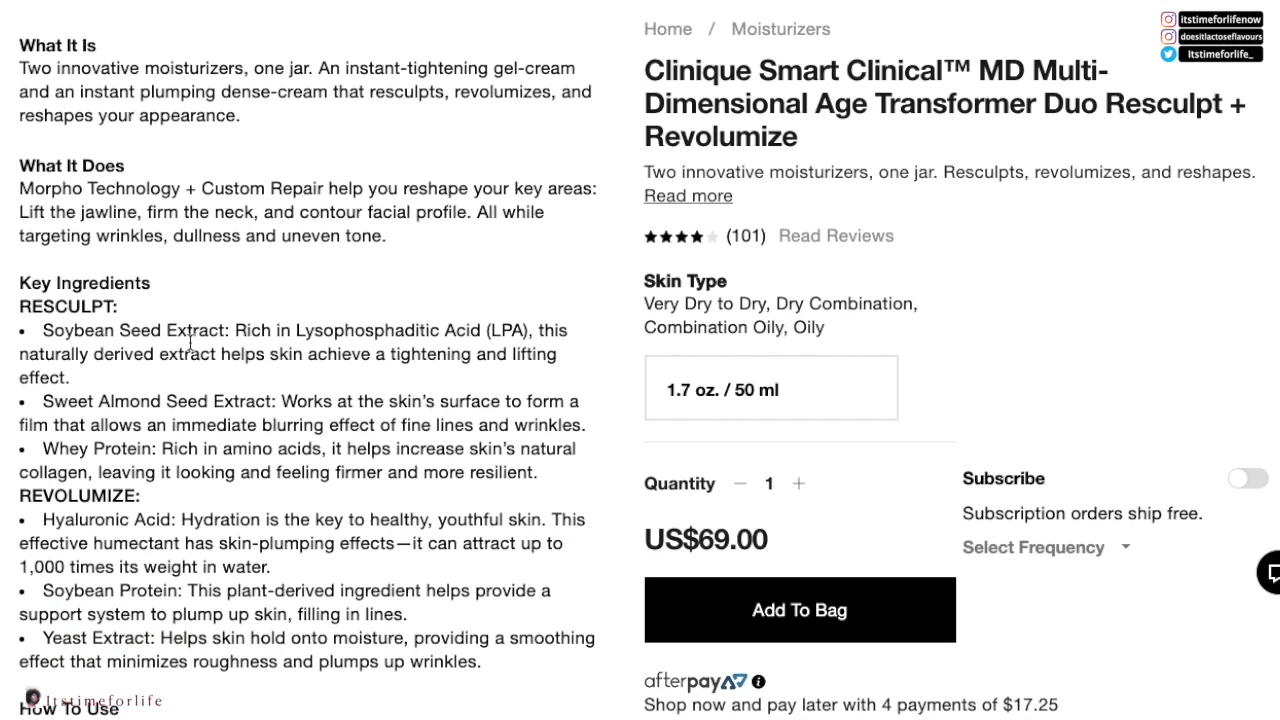 What It Is
Two innovative moisturizers, one jar. An instant-tightening gel-cream
and an instant plumping dense-cream that resculpts, revolumizes, and
reshapes your appearance.
What It Does
Morpho Technology + Custom Repair help you reshape your key areas:
Lift the jawline, firm the neck, and contour facial profile. All while
targeting wrinkles, dullness and uneven tone.
Key Ingredients
RESCULPT:
• Soybean Seed Extract: Rich in Lysophosphaditic Acid (LPA), this
naturally derived extract helps skin achieve a tightening and lifting
effect.
• Sweet Almond Seed Extract: Works at the skin's surface to form a
film that allows an immediate blurring effect of fine lines and wrinkles.
• Whey Protein: Rich in amino acids, it helps increase skin's natural
collagen, leaving it looking and feeling firmer and more resilient.
REVOLUMIZE:
• Hyaluronic Acid: Hydration is the key to healthy, youthful skin. This
effective humectant has skin-plumping effects—it can attract up to
1,000 times its weight in water.
• Soybean Protein: This plant-derived ingredient helps provide a
support system to plump up skin, filling in lines.
• Yeast Extract: Helps skin hold onto moisture, providing a smoothing
effect that minimizes roughness and plumps up wrinkles.
Itstimeforlife
How To Use
itstimeforlifenow
doesitlactoseflavours
Itstimeforlife_
Home / Moisturizers
Clinique Smart Clinical™ MD Multi-
Dimensional Age Transformer Duo Resculpt +
Revolumize
Two innovative moisturizers, one jar. Resculpts, revolumizes, and reshapes.
Read more
(101) Read Reviews
Skin Type
Very Dry to Dry, Dry Combination,
Combination Oily, Oily
1.7 oz. / 50 ml
Quantity − 1 +
US$69.00
Add To Bag
Subscribe
Subscription orders ship free.
Select Frequency
afterpay
Shop now and pay later with 4 payments of $17.25